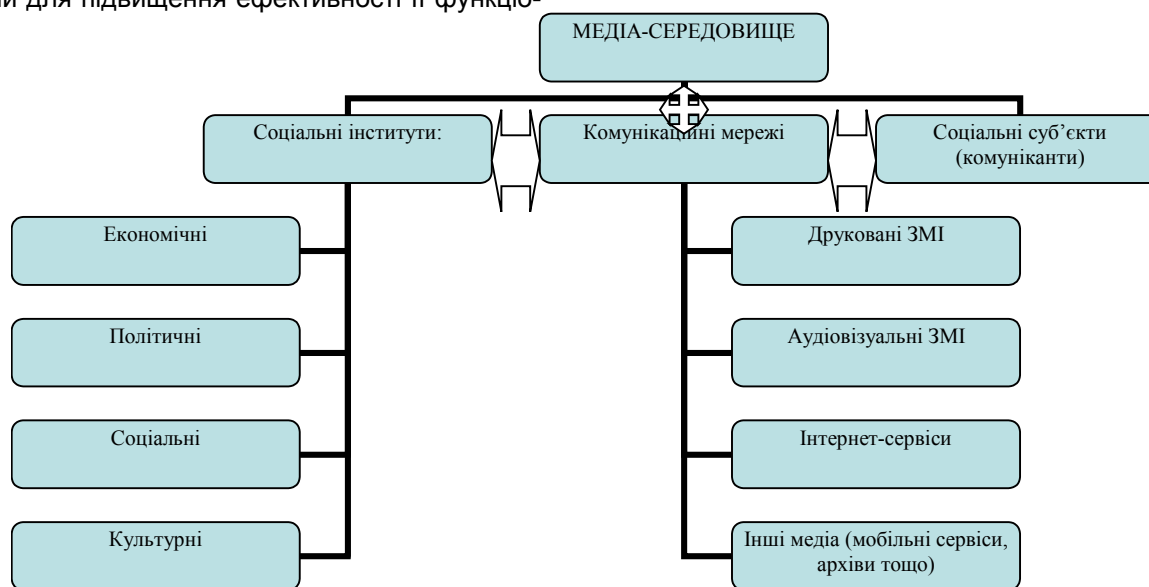 для підвищення ефективності її функціо-
МЕДІА-СЕРЕДОВИЩЕ
Соціальні інститути:
Комунікаційні мережі
Соціальні суб’єкти
(комуніканти)
Економічні
Друковані ЗМІ
Політичні
Аудіовізуальні ЗМІ
Соціальні
Інтернет-сервіси
Культурні
Інші медіа (мобільні сервіси,
архіви тощо)